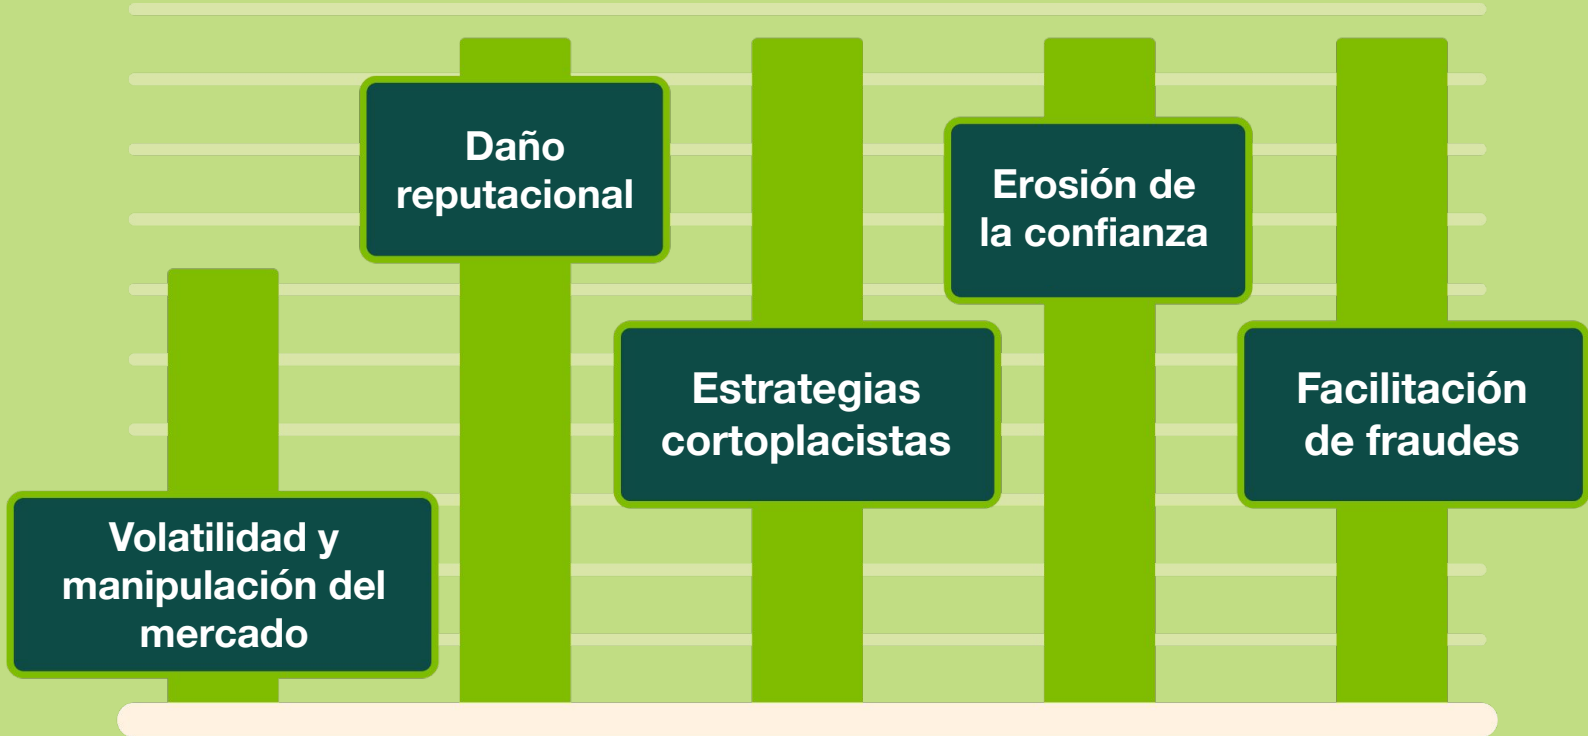 Daño
reputacional
Erosión de
la confianza
Estrategias
cortoplacistas
Facilitación
de fraudes
Volatilidad y
manipulación del
mercado